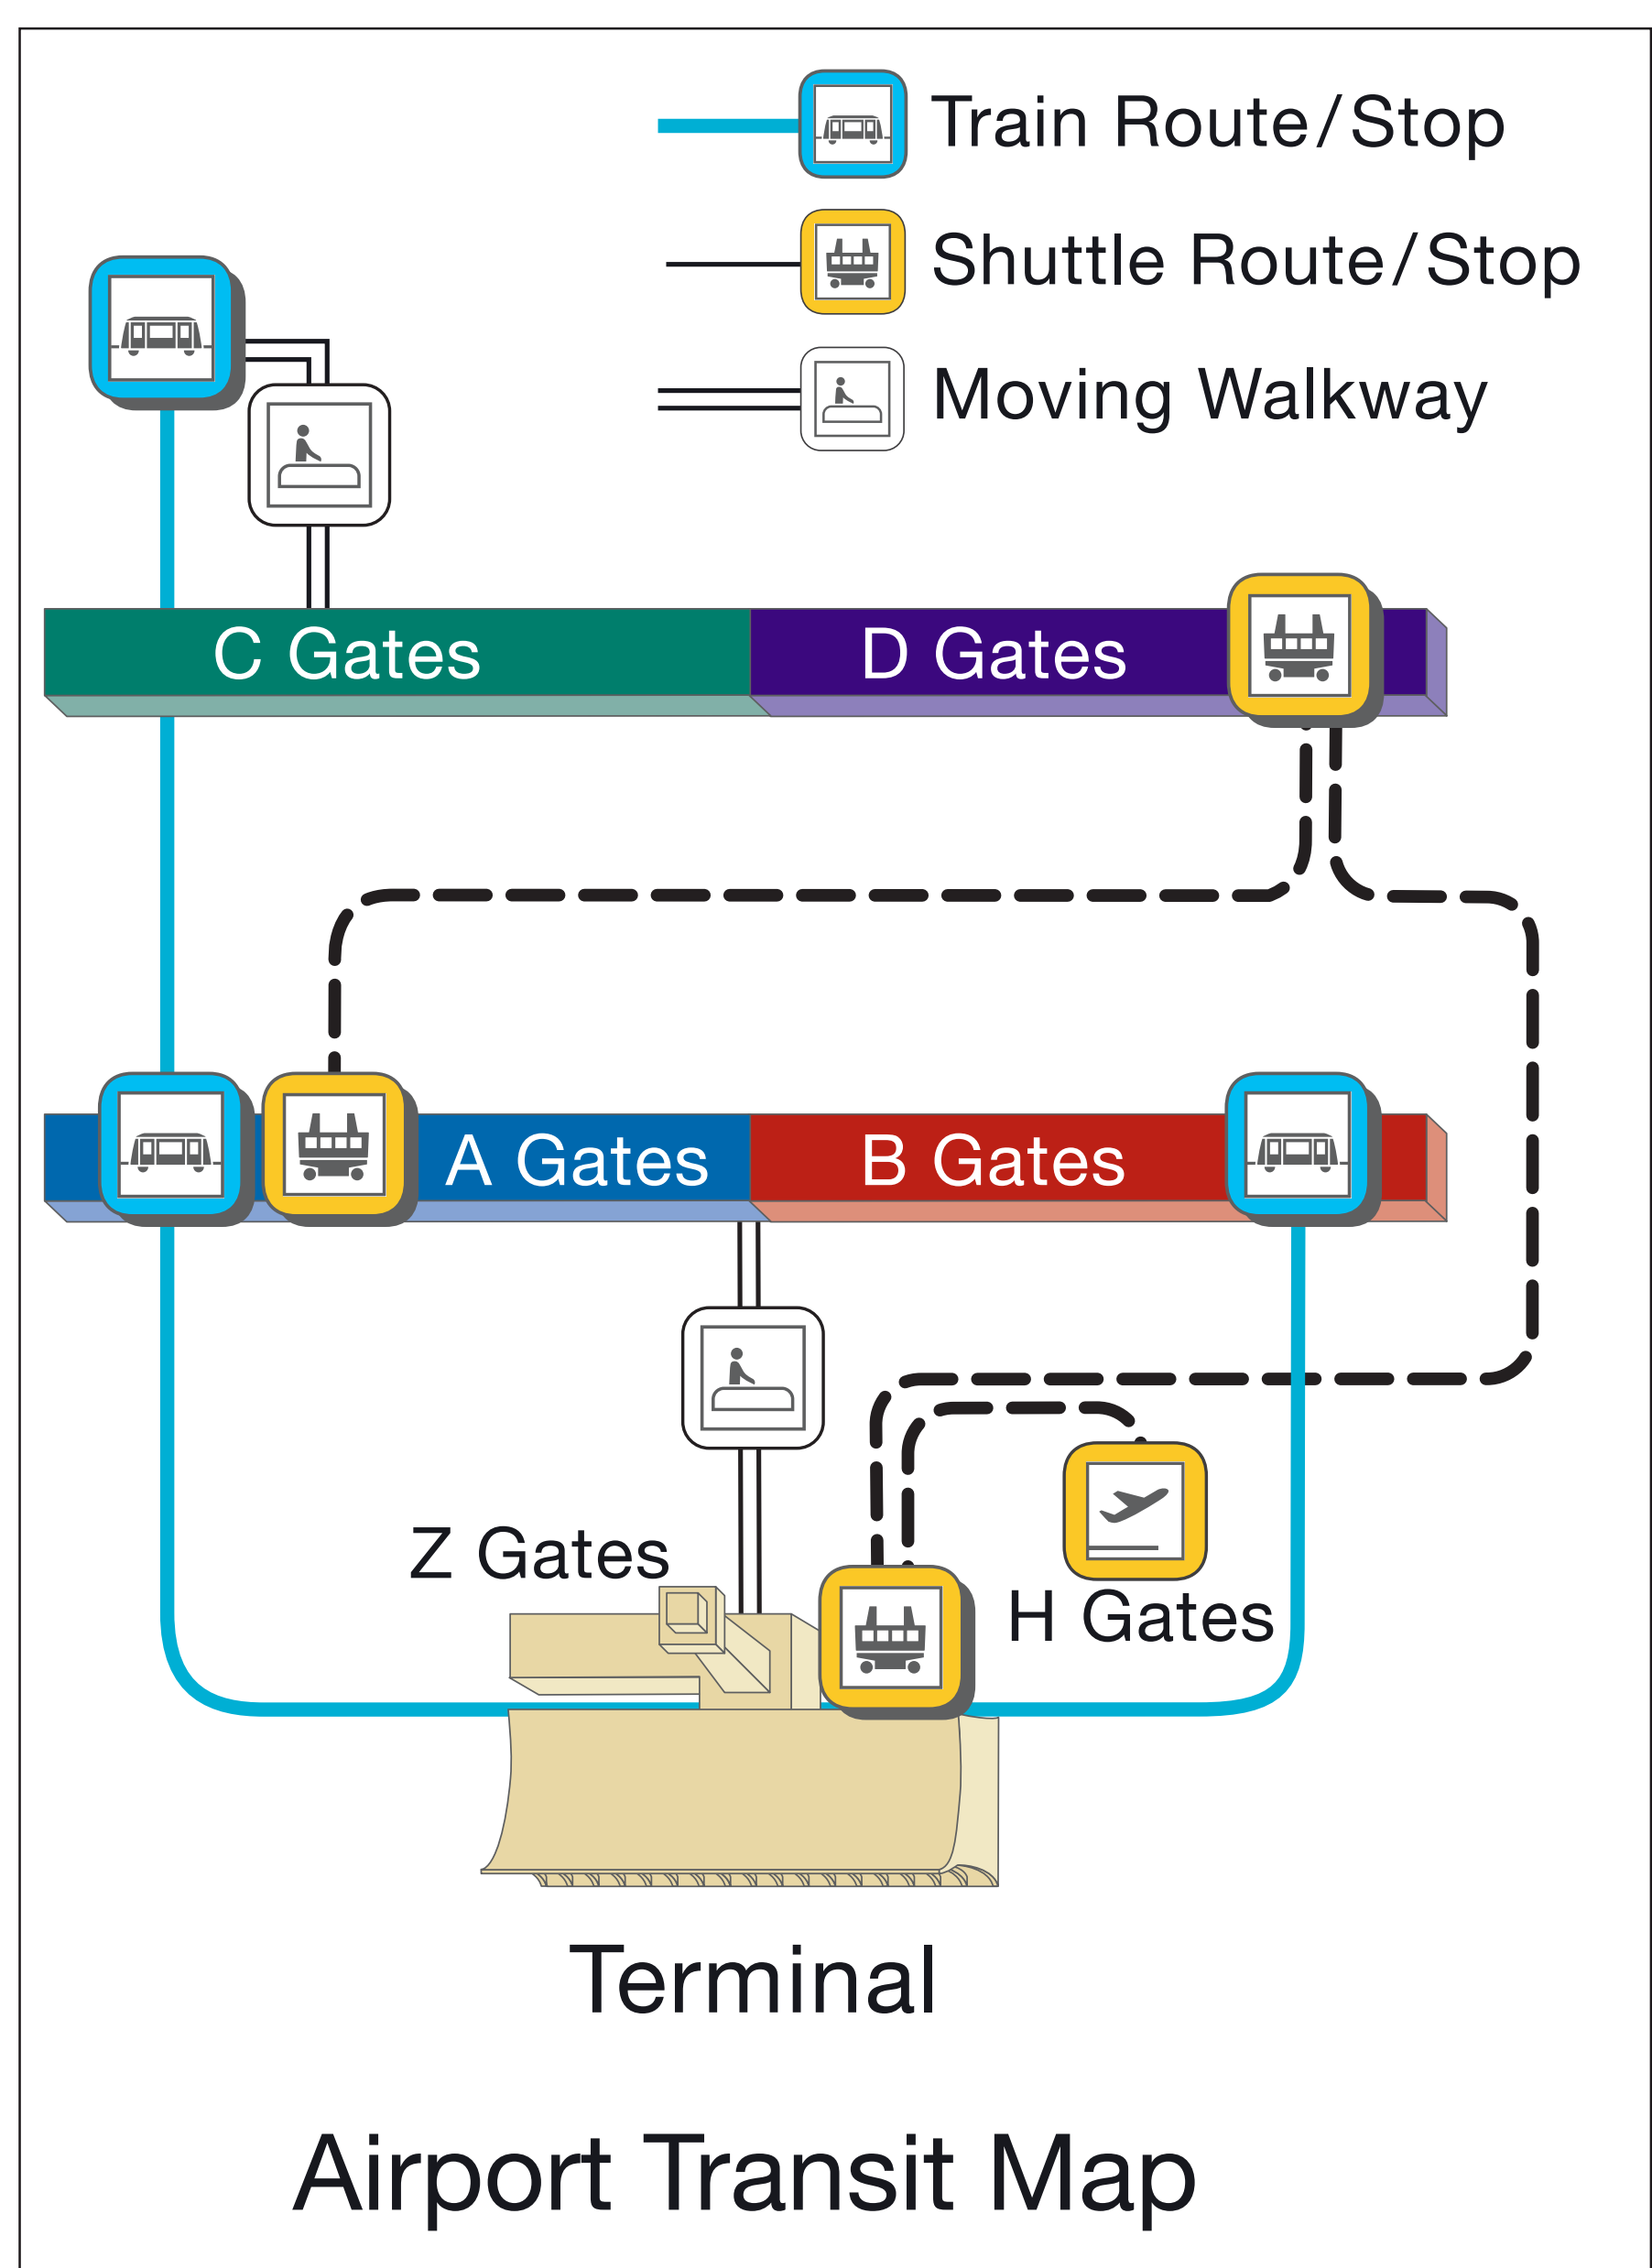 Train Route/Stop
Shuttle Route/Stop
Moving Walkway
C Gates
D Gates
A Gates
B Gates
Z Gates
H Gates
Terminal
Airport Transit Map